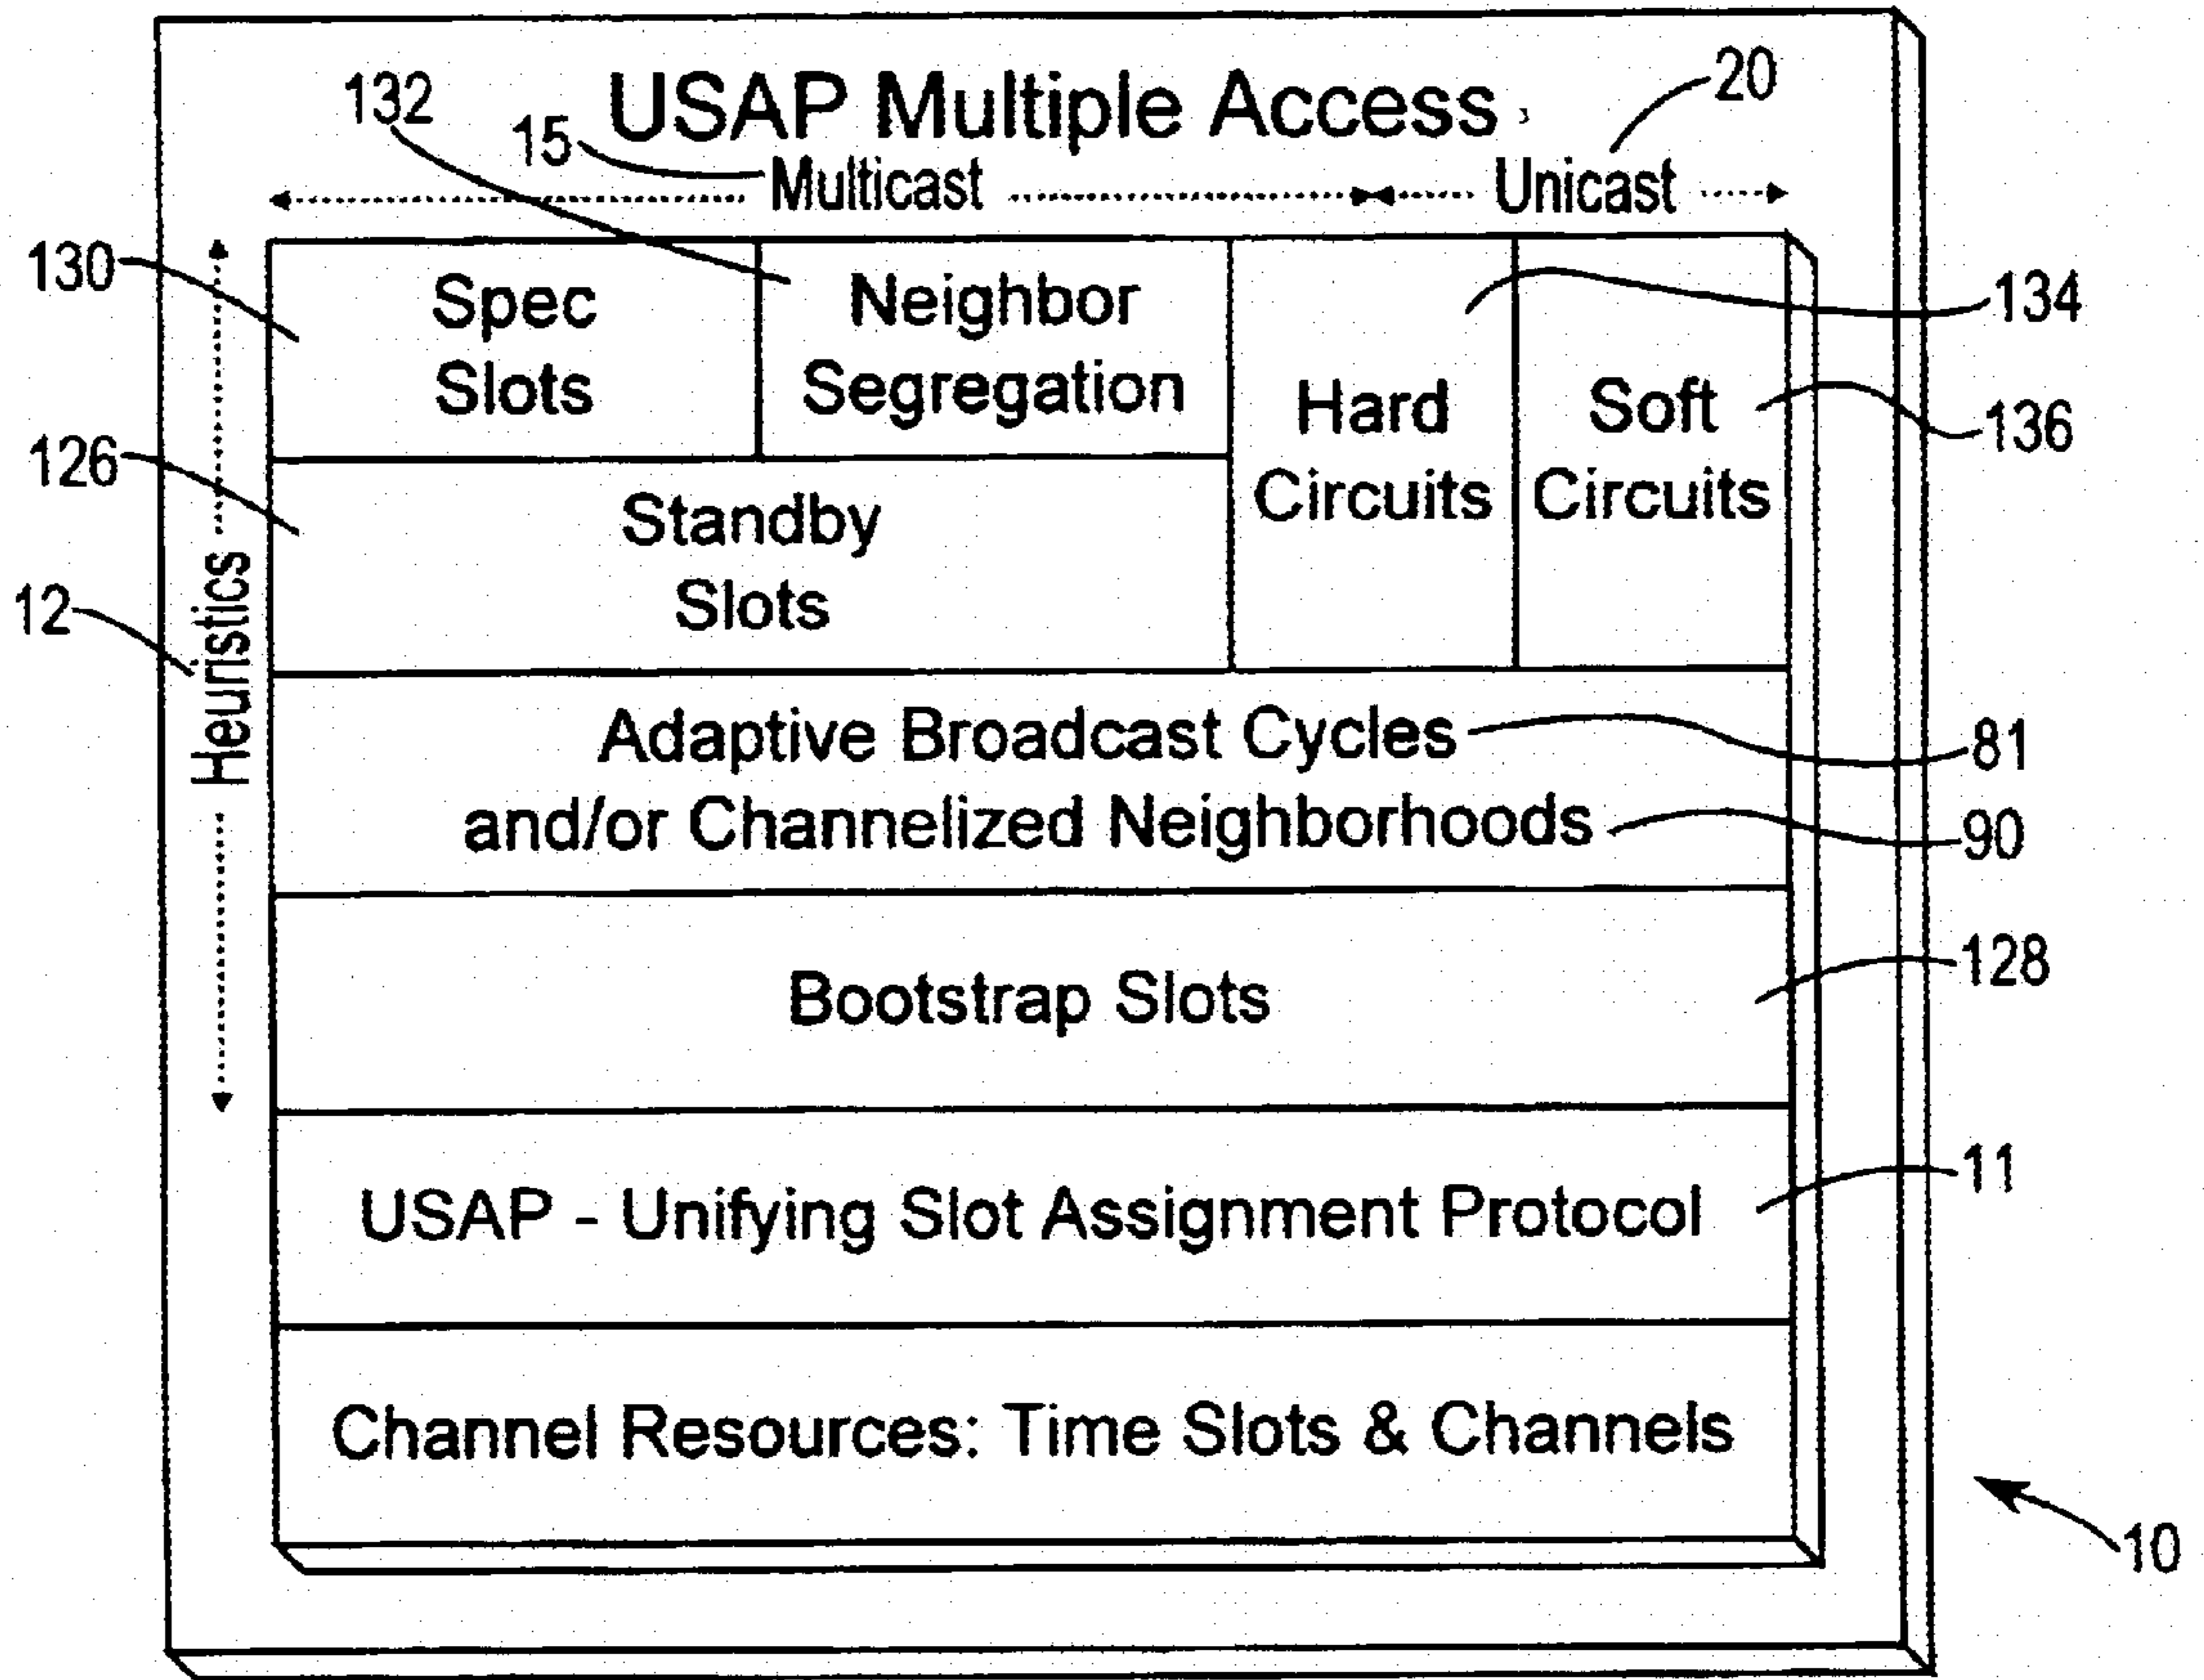 USAP Multiple Access
132
15
20
Multicast
Unicast
130
Spec
Slots
Neighbor
Segregation
134
Hard
Circuits
Soft
Circuits
136
126
Standby
Slots
12
Heuristics
Adaptive Broadcast Cycles
81
and/or Channelized Neighborhoods
90
Bootstrap Slots
128
USAP - Unifying Slot Assignment Protocol
11
Channel Resources: Time Slots & Channels
10